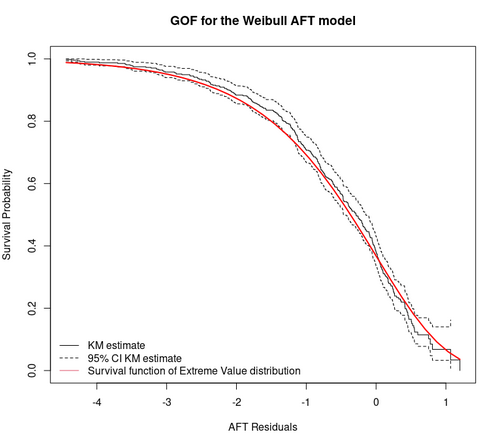 GOF for the Weibull AFT model
1.0
0.8
0.6
0.4
0.2
0.0
Survival Probability
KM estimate
95% CI KM estimate
Survival function of Extreme Value distribution
-4 -3 -2 -1 0 1
AFT Residuals